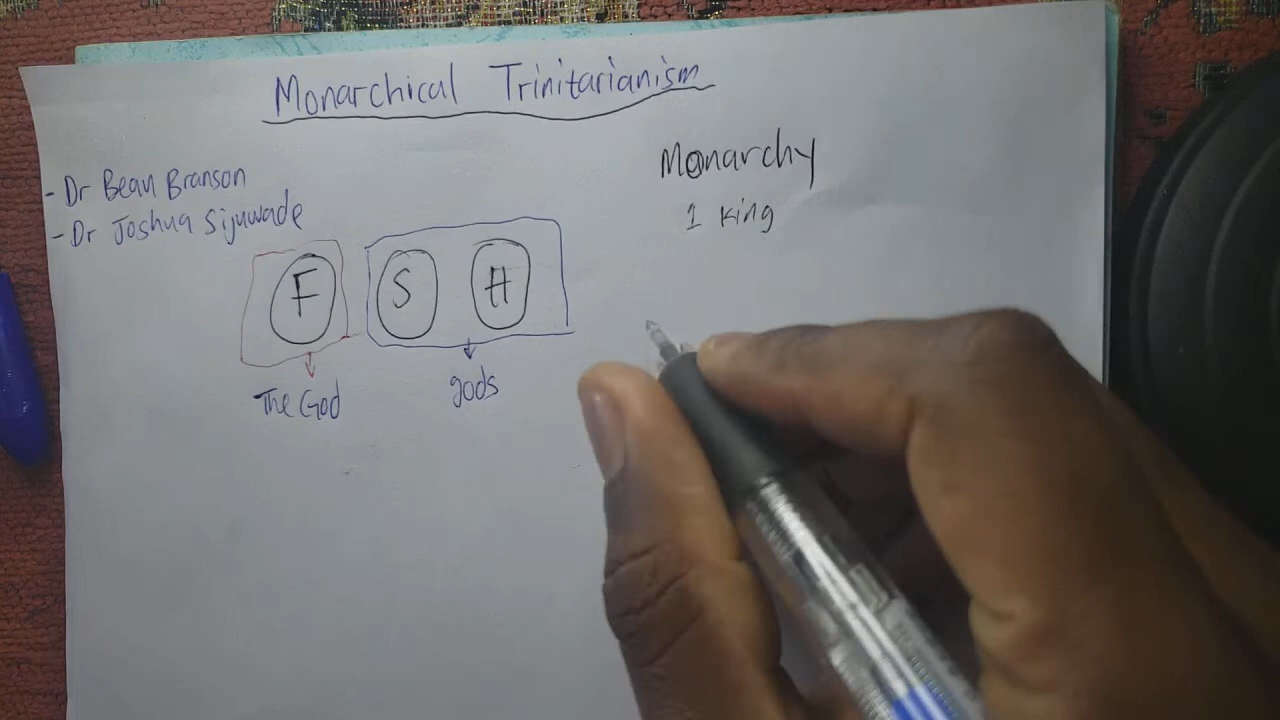 Monarchical Trinitarianism
- Dr Beau Branson
- Dr Joshua Sijuwade
F S H
The God
gods
Monarchy
1 King